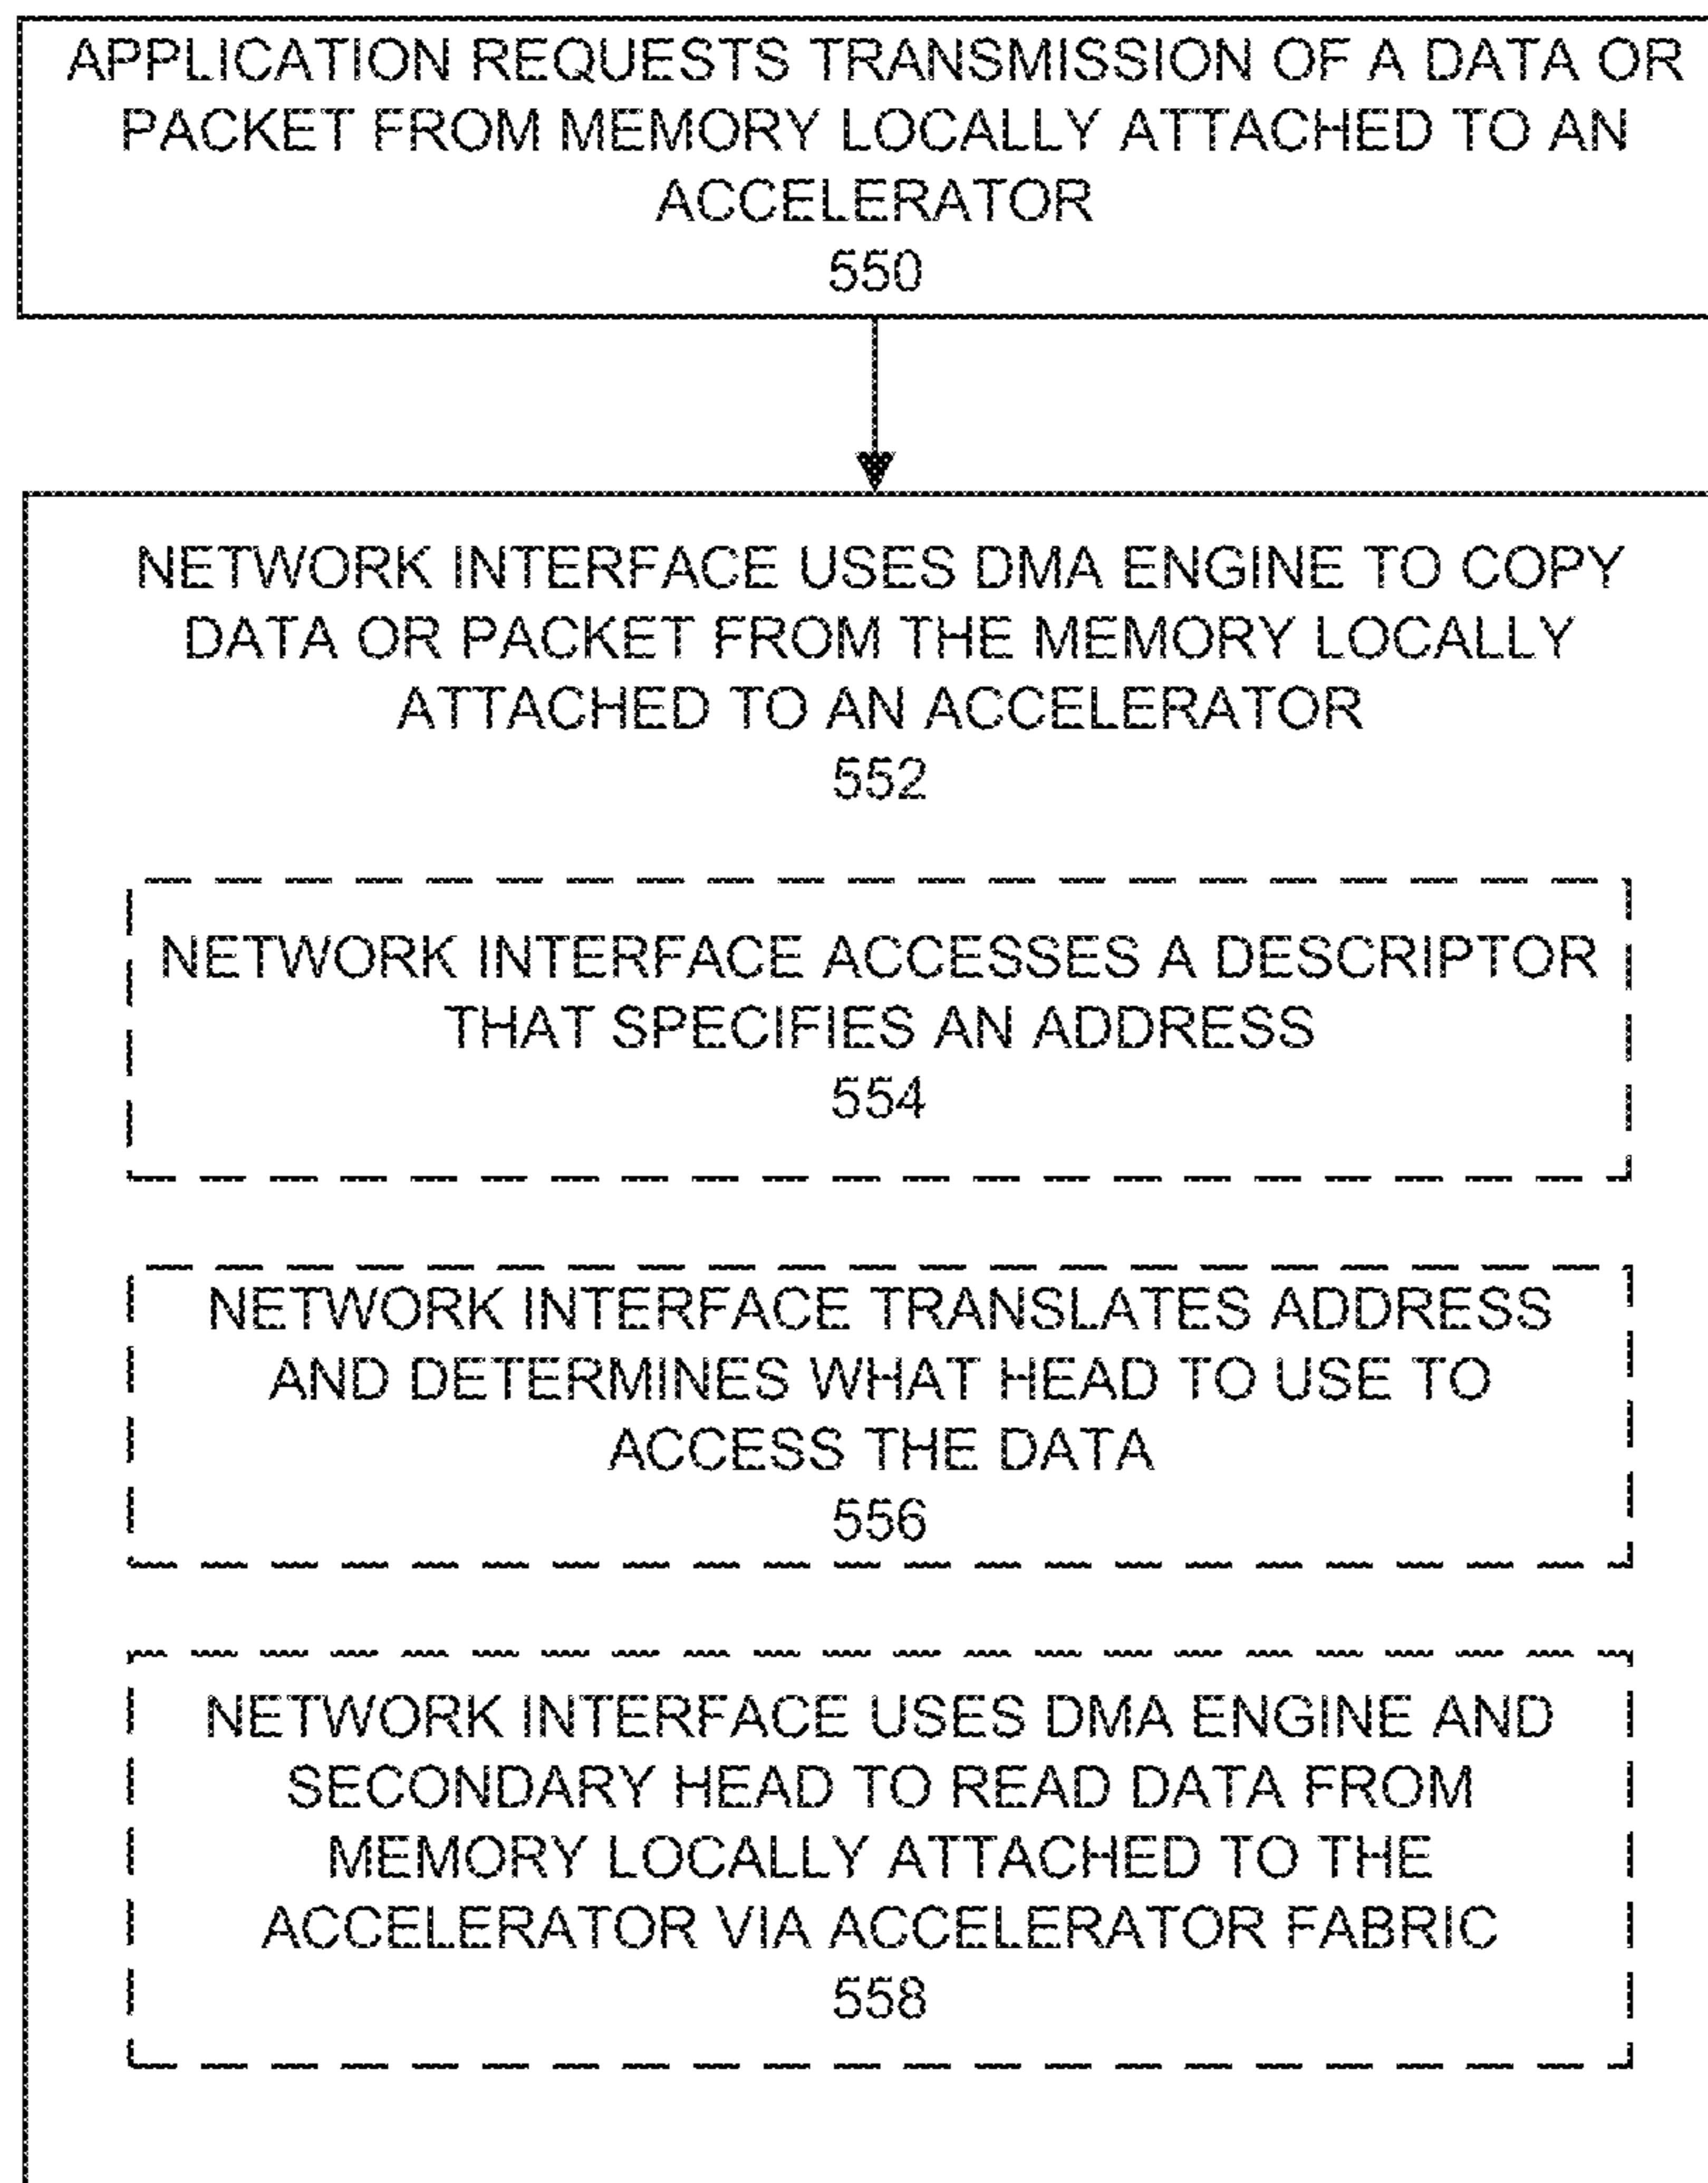 APPLICATION REQUESTS TRANSMISSION OF A DATA OR
PACKET FROM MEMORY LOCALLY ATTACHED TO AN
ACCELERATOR
550
NETWORK INTERFACE USES DMA ENGINE TO COPY
DATA OR PACKET FROM THE MEMORY LOCALLY
ATTACHED TO AN ACCELERATOR
552
NETWORK INTERFACE ACCESSES A DESCRIPTOR
THAT SPECIFIES AN ADDRESS
554
NETWORK INTERFACE TRANSLATES ADDRESS
AND DETERMINES WHAT HEAD TO USE TO
ACCESS THE DATA
556
NETWORK INTERFACE USES DMA ENGINE AND
SECONDARY HEAD TO READ DATA FROM
MEMORY LOCALLY ATTACHED TO THE
ACCELERATOR VIA ACCELERATOR FABRIC
558